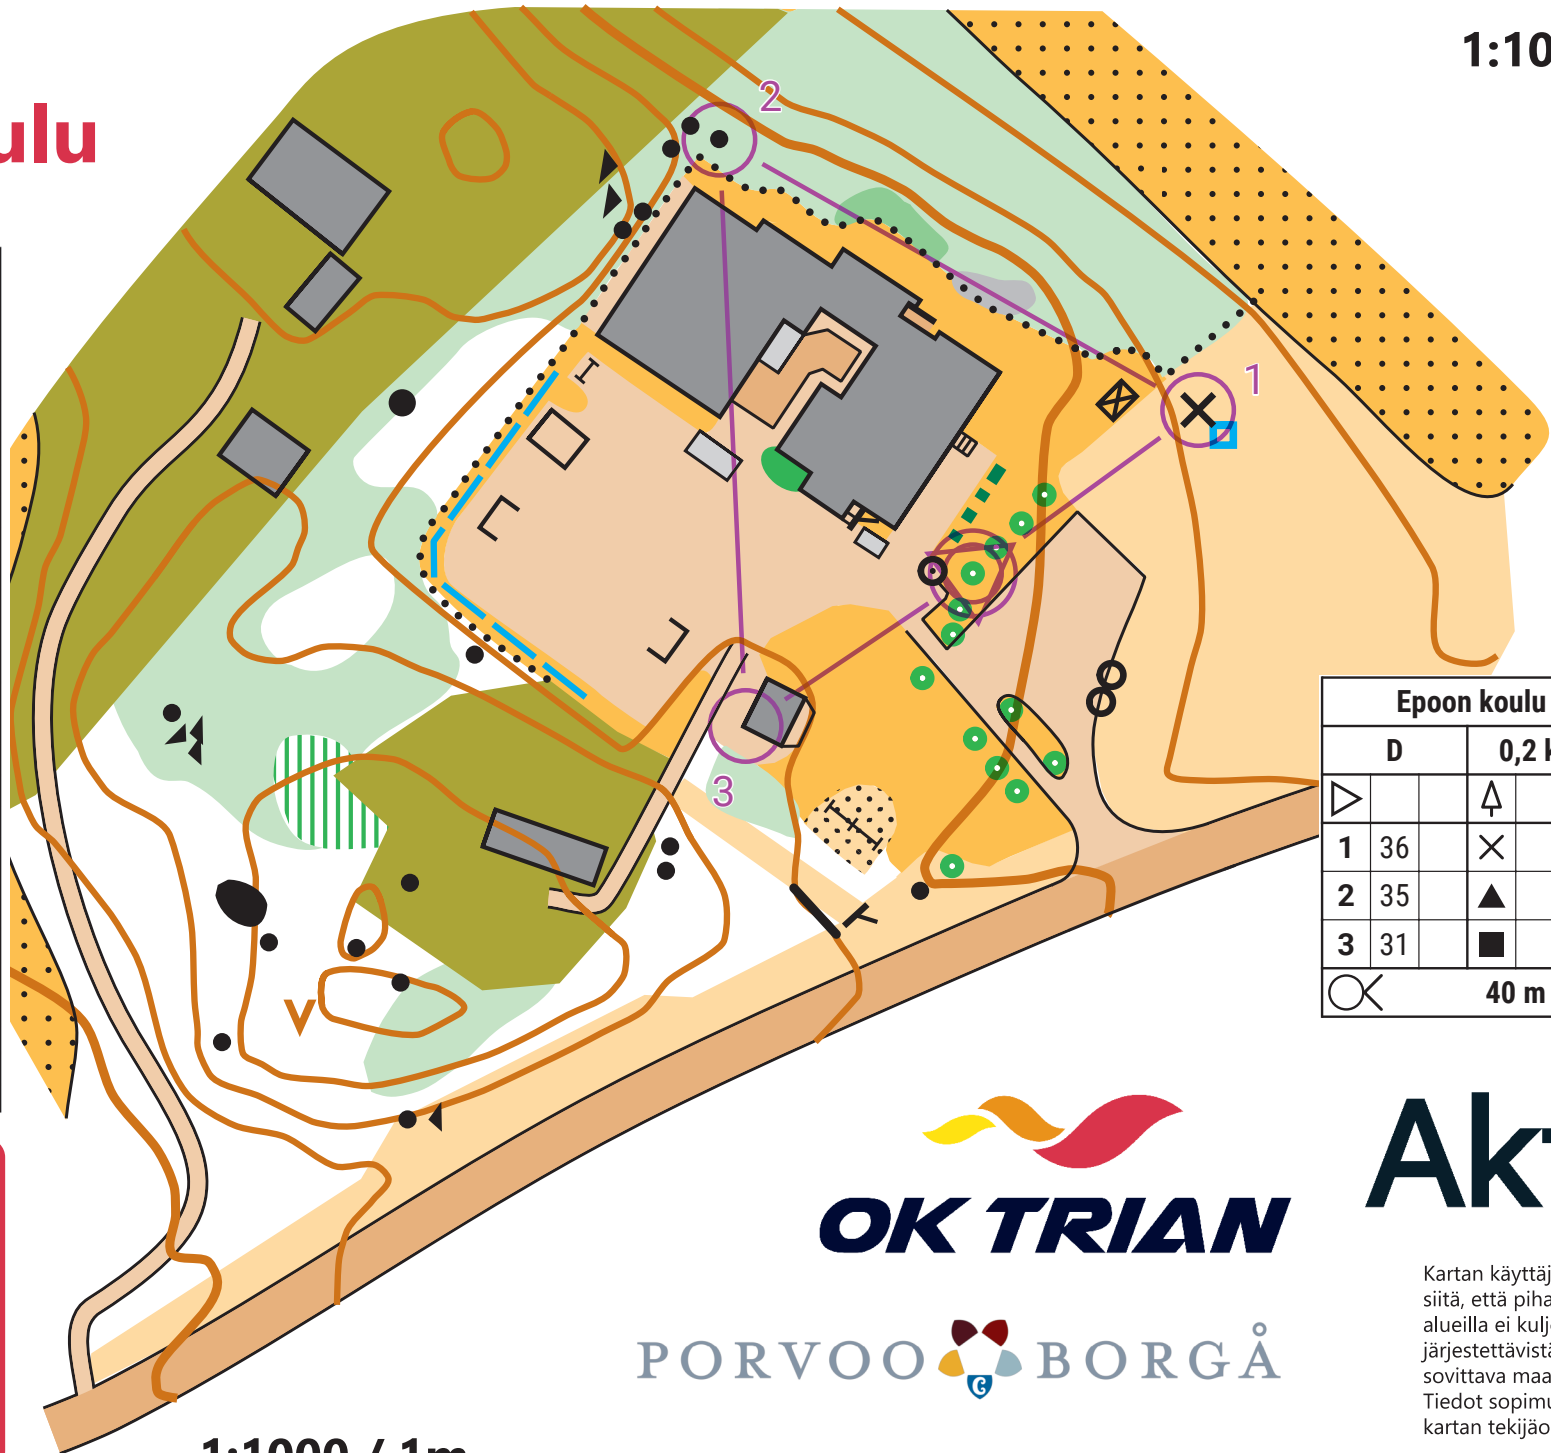 1:10
ulu
2
1
3
Epoon koulu
D 0,2 k
1 36
2 35
3 31
40 m
OK TRIAN
PORVOO BORGÅ
Kartan käyttäj
siitä, että piha
alueilla ei kulj
järjestettävistä
sovittava maa
Tiedot sopimu
kartan tekijäo
1:1000 / 1m